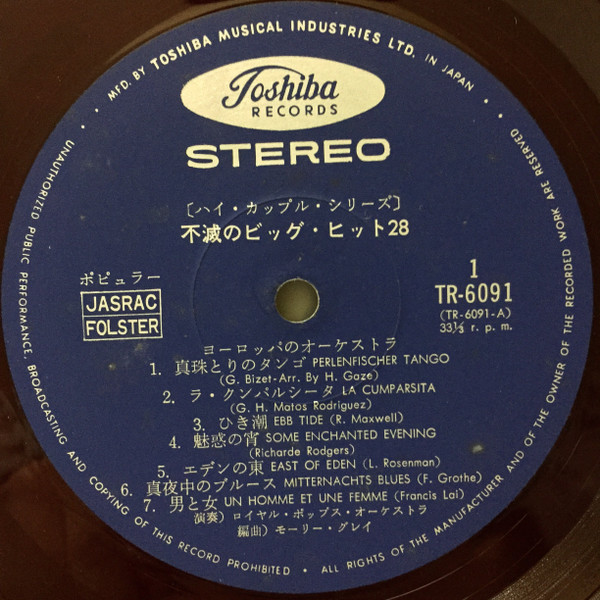 MFD. BY TOSHIBA MUSICAL INDUSTRIES LTD. IN JAPAN
Toshiba
RECORDS
STEREO
〔ハイ・カップル・シリーズ〕
不滅のビッグ・ヒット28
ポピュラー
JASRAC
FOLSTER
1
TR-6091
(TR-6091-A)
33⅓ r. p. m.
ヨーロッパのオーケストラ
1. 真珠とりのタンゴ PERLENFISCHER TANGO
(G. Bizet-Arr. By H. Gaze)
2. ラ・クンパルシータ LA CUMPARSITA
(G. H. Matos Rodriguez)
3. ひき潮 EBB TIDE (R. Maxwell)
4. 魅惑の宵 SOME ENCHANTED EVENING
(Richarde Rodgers)
5. エデンの東 EAST OF EDEN (L. Rosenman)
6. 真夜中のブルース MITTERNACHTS BLUES (F. Grothe)
7. 男と女 UN HOMME ET UNE FEMME (Francis Lai)
演奏) ロイヤル・ポップス・オーケストラ
編曲) モーリー・グレイ
UNAUTHORIZED PUBLIC PERFORMANCE, BROADCASTING AND COPYING OF THIS RECORD PROHIBITED • ALL RIGHTS OF THE MANUFACTURER AND OF THE OWNER OF THE RECORDED WORK ARE RESERVED